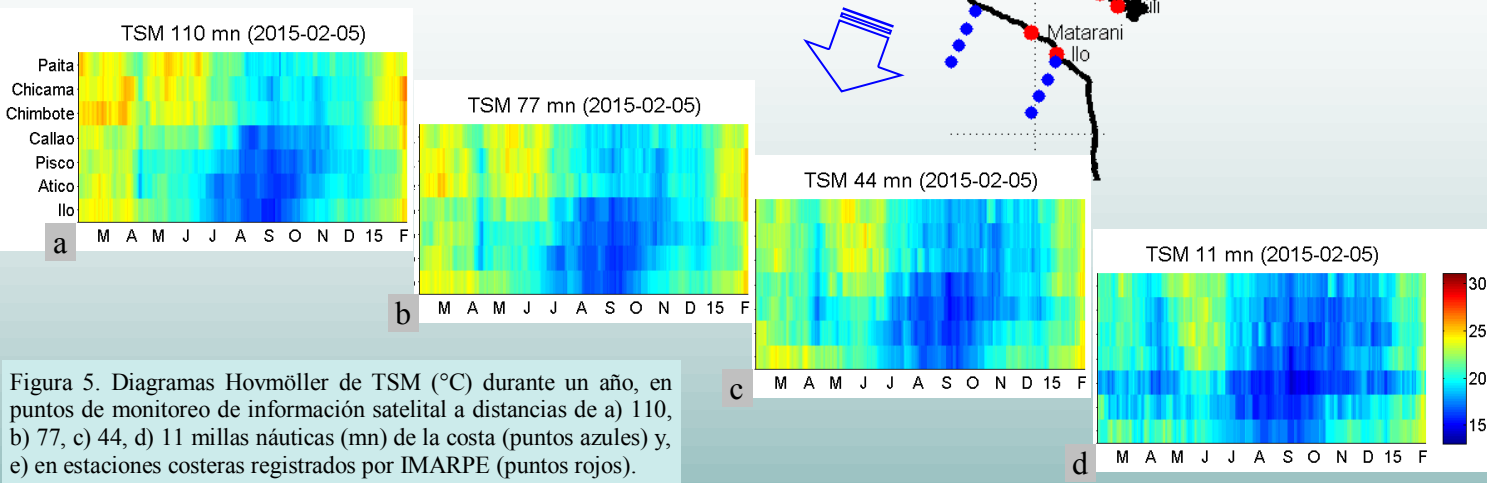 uli
Matarani
Ilo
TSM 110 mn (2015-02-05)
Paita
Chicama
Chimbote
Callao
Pisco
Atico
Ilo
M A M J J A S O N D 15 F
a
TSM 77 mn (2015-02-05)
M A M J J A S O N D 15 F
b
TSM 44 mn (2015-02-05)
M A M J J A S O N D 15 F
c
TSM 11 mn (2015-02-05)
30
25
20
15
M A M J J A S O N D 15 F
d
Figura 5. Diagramas Hovmöller de TSM (°C) durante un año, en
puntos de monitoreo de información satelital a distancias de a) 110,
b) 77, c) 44, d) 11 millas náuticas (mn) de la costa (puntos azules) y,
e) en estaciones costeras registrados por IMARPE (puntos rojos).